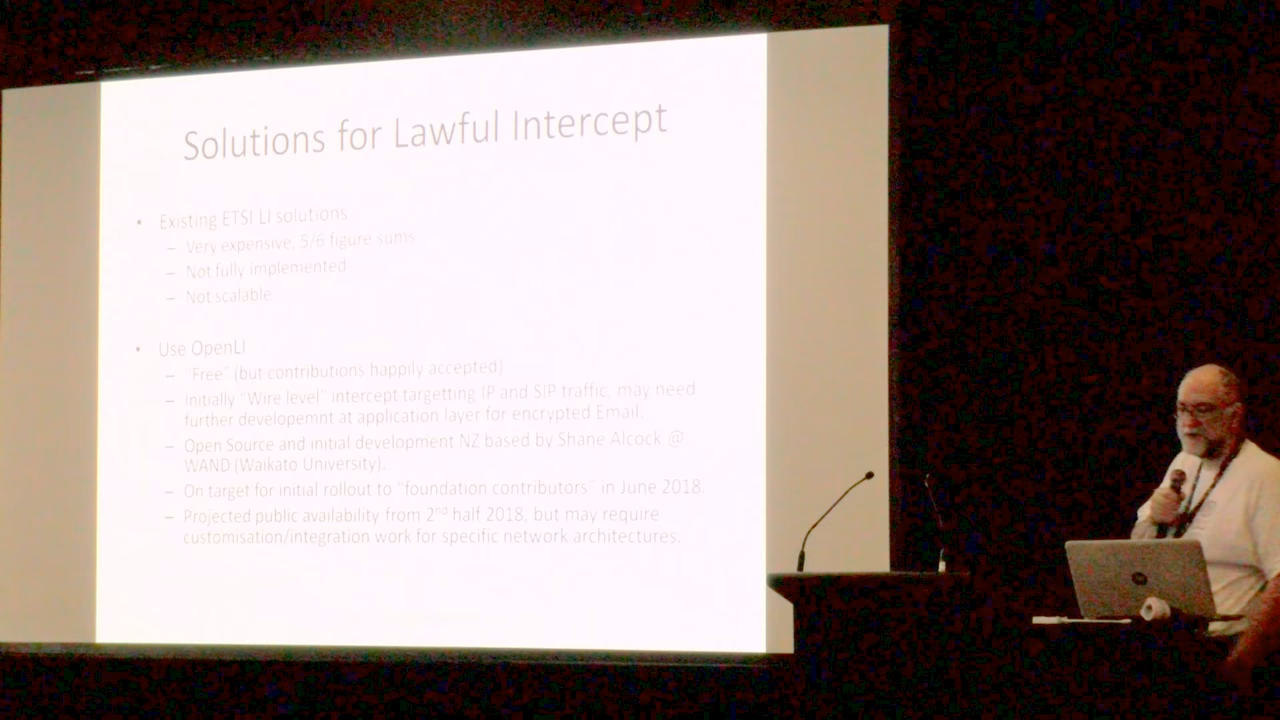 Solutions for Lawful Intercept
• Existing ETSI LI solutions
– Very expensive, 5/6 figure sums
– Not fully implemented
– Not scalable
• Use OpenLI
– "Free" (but contributions happily accepted)
– Initially "Wire level" intercept targetting IP and SIP traffic, may need
further developemnt at application layer for encrypted Email.
– Open Source and initial development NZ based by Shane Alcock @
WAND (Waikato University).
– On target for initial rollout to "foundation contributors" in June 2018.
– Projected public availability from 2nd half 2018, but may require
customisation/integration work for specific network architectures.